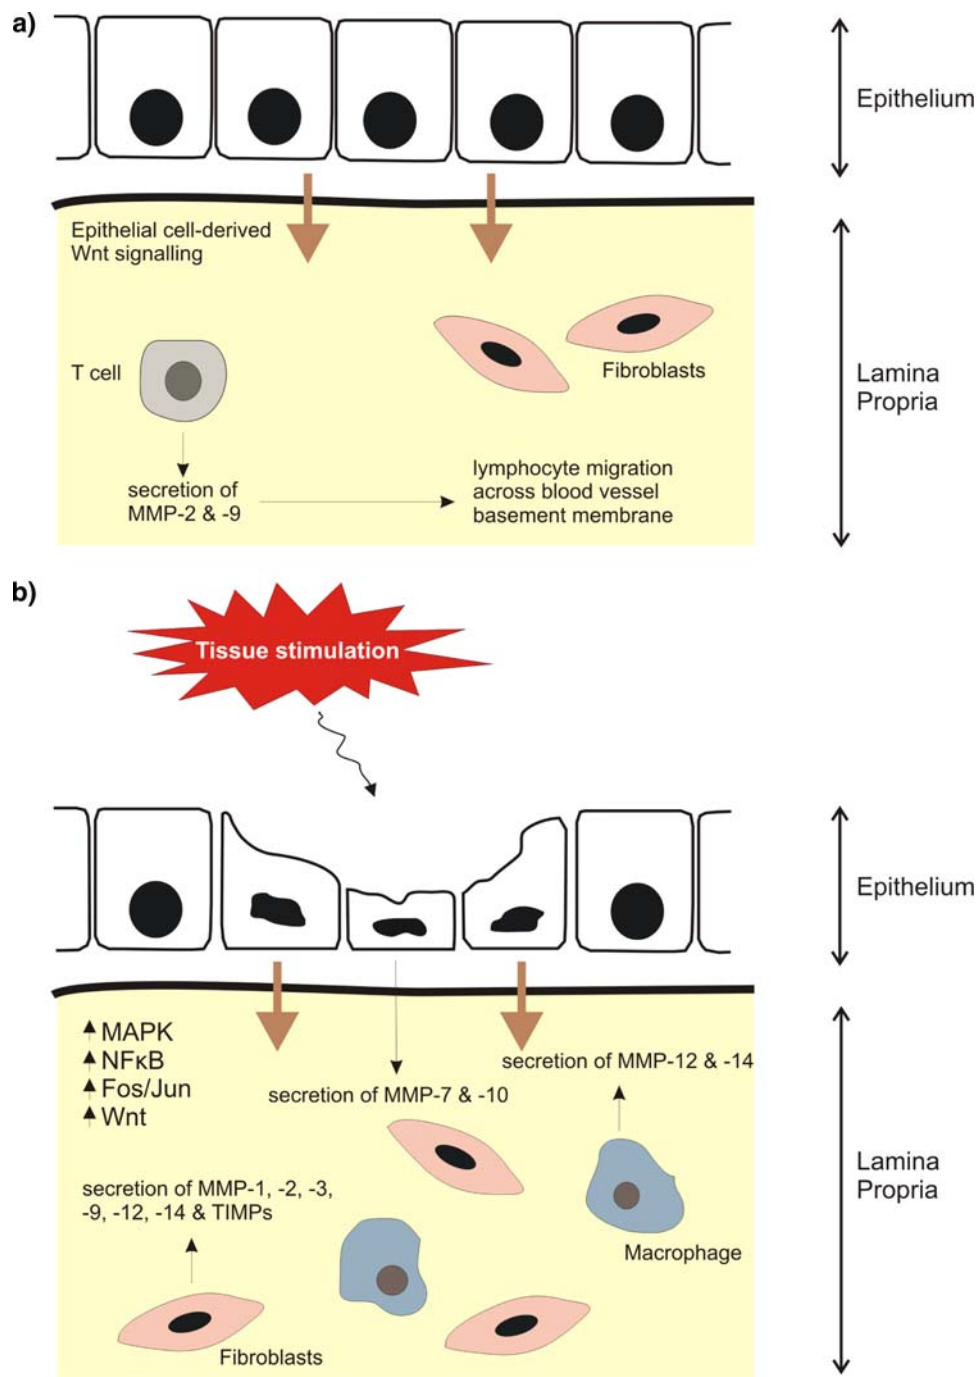 a)
Epithelium
Epithelial cell-derived
Wnt signalling
T cell
Fibroblasts
Lamina
Propria
secretion of
MMP-2 & -9
lymphocyte migration
across blood vessel
basement membrane
b)
Tissue stimulation
Epithelium
MAPK
NFκB
Fos/Jun
Wnt
secretion of MMP-12 & -14
secretion of MMP-7 & -10
Lamina
Propria
secretion of MMP-1, -2, -3,
-9, -12, -14 & TIMPs
Macrophage
Fibroblasts